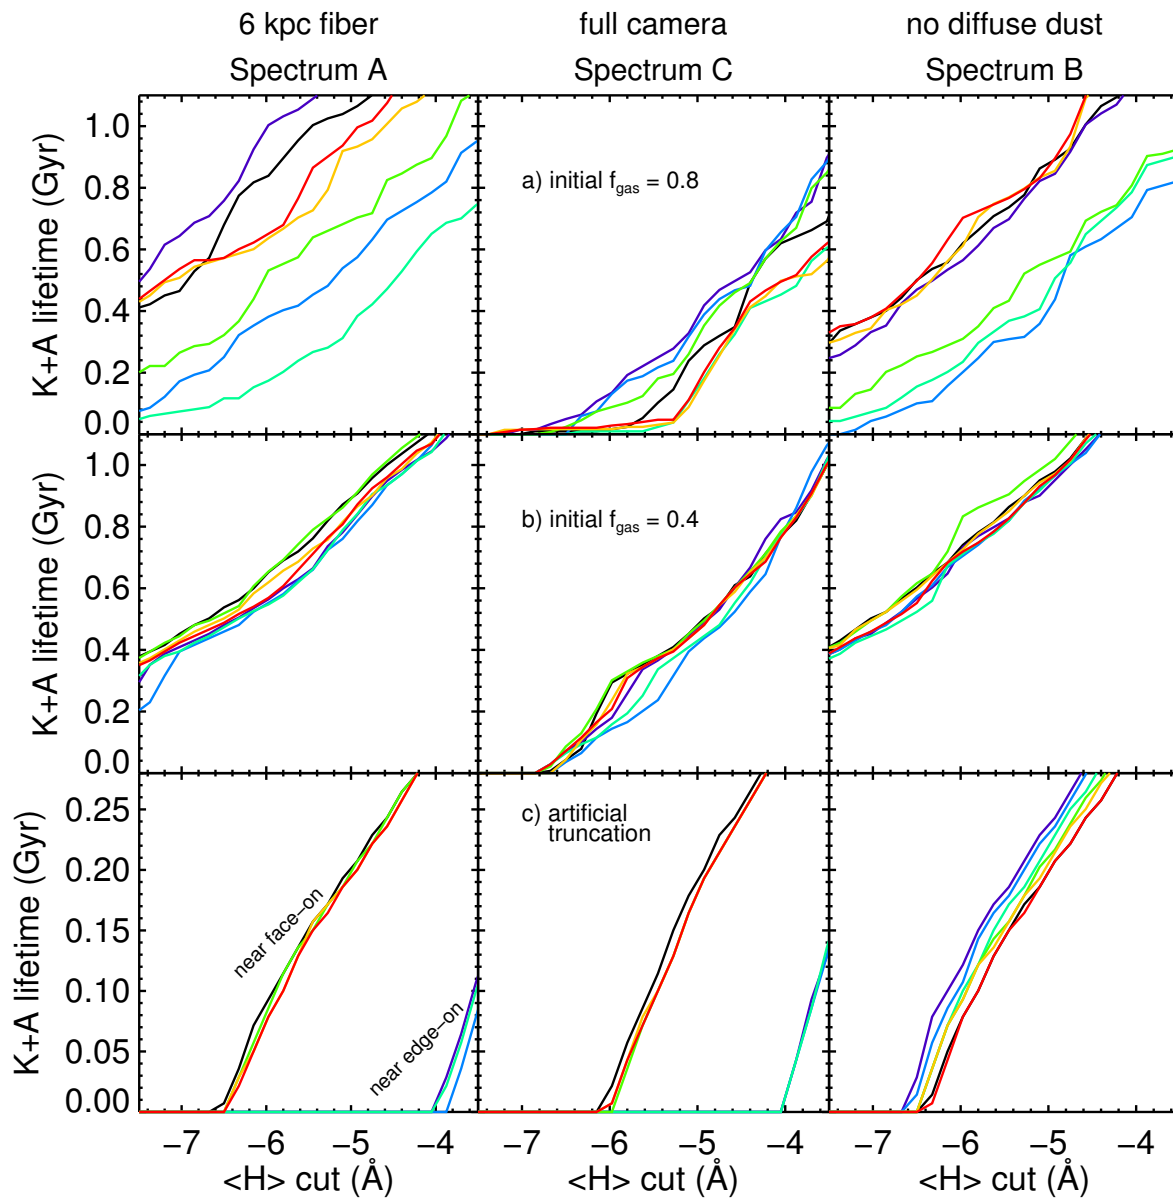 6 kpc fiber full camera no diffuse dust
Spectrum A Spectrum C Spectrum B
K+A lifetime (Gyr)
1.0
0.8
0.6
0.4
0.2
0.0
a) initial fgas = 0.8
K+A lifetime (Gyr)
1.0
0.8
0.6
0.4
0.2
0.0
b) initial fgas = 0.4
K+A lifetime (Gyr)
0.25
0.20
0.15
0.10
0.05
0.00
near face−on
near edge−on
c) artificial
truncation
−7 −6 −5 −4 −7 −6 −5 −4 −7 −6 −5 −4
<H> cut (Å) <H> cut (Å) <H> cut (Å)